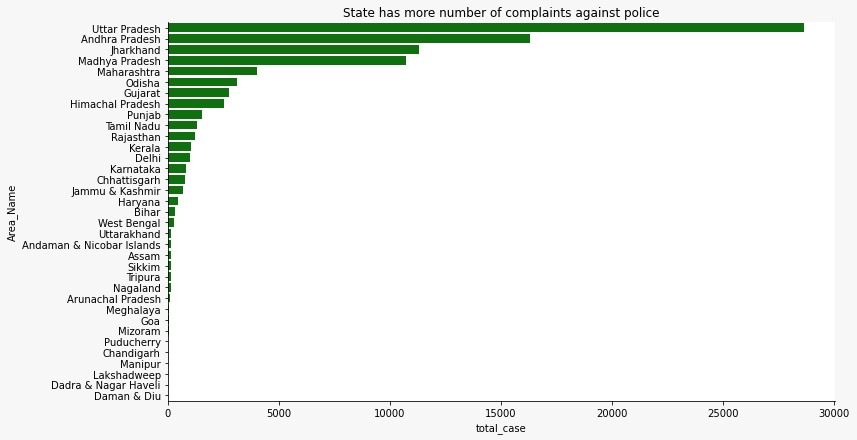 State has more number of complaints against police
Uttar Pradesh
Andhra Pradesh
Jharkhand
Madhya Pradesh
Maharashtra
Odisha
Gujarat
Himachal Pradesh
Punjab
Tamil Nadu
Rajasthan
Kerala
Delhi
Karnataka
Chhattisgarh
Jammu & Kashmir
Haryana
Bihar
West Bengal
Uttarakhand
Andaman & Nicobar Islands
Assam
Sikkim
Tripura
Nagaland
Arunachal Pradesh
Meghalaya
Goa
Mizoram
Puducherry
Chandigarh
Manipur
Lakshadweep
Dadra & Nagar Haveli
Daman & Diu
Area_Name
0 5000 10000 15000 20000 25000 30000
total_case